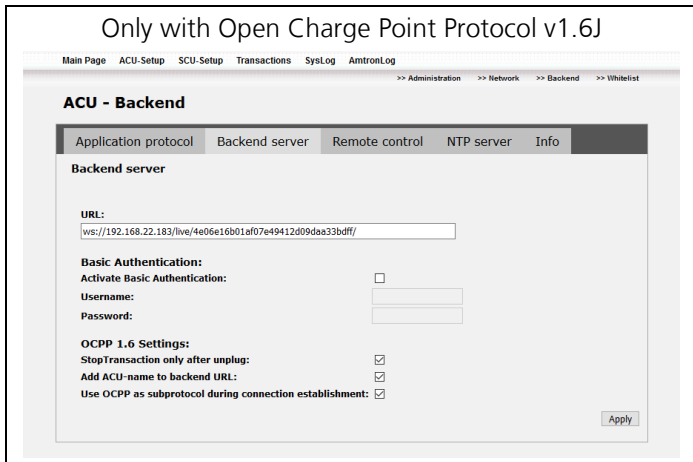 Only with Open Charge Point Protocol v1.6J
Main Page ACU-Setup SCU-Setup Transactions SysLog AmtronLog
>> Administration >> Network >> Backend >> Whitelist
ACU - Backend
Application protocol Backend server Remote control NTP server Info
Backend server
URL:
ws://192.168.22.183/live/4e06e16b01af07e49412d09daa33bdff/
Basic Authentication:
Activate Basic Authentication:
Username:
Password:
OCPP 1.6 Settings:
StopTransaction only after unplug:
Add ACU-name to backend URL:
Use OCPP as subprotocol during connection establishment:
Apply